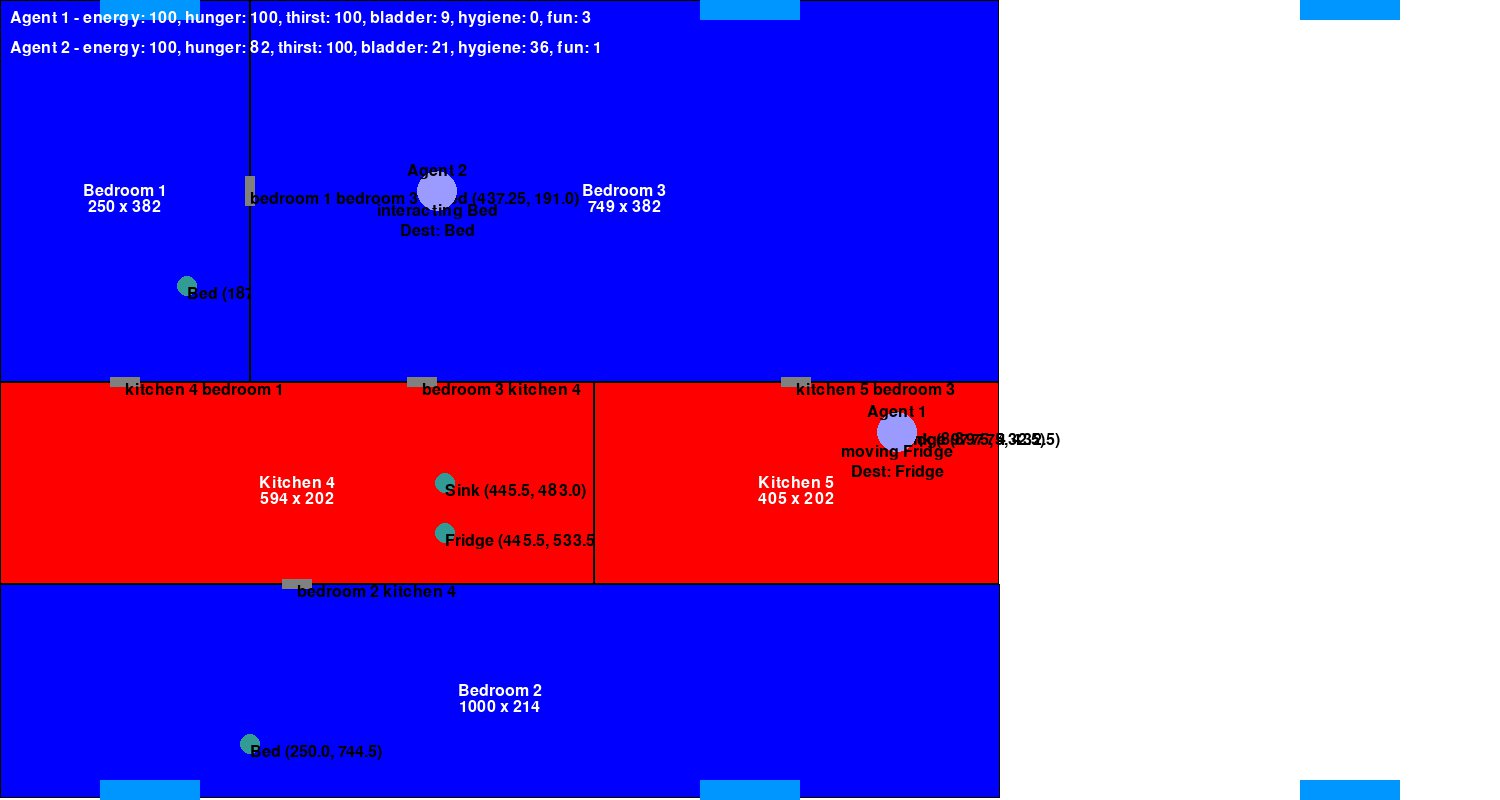 Agent 1 - energy: 100, hunger: 100, thirst: 100, bladder: 9, hygiene: 0, fun: 3
Agent 2 - energy: 100, hunger: 82, thirst: 100, bladder: 21, hygiene: 36, fun: 1
Agent 2
Bedroom 1
250 x 382
bedroom 1 bedroom 3
(437.25, 191.0)
Bedroom 3
749 x 382
interacting Bed
Dest: Bed
Bed (187
kitchen 4 bedroom 1
bedroom 3 kitchen 4
kitchen 5 bedroom 3
Agent 1
moving Fridge
Dest: Fridge
Kitchen 4
594 x 202
Sink (445.5, 483.0)
Kitchen 5
405 x 202
Fridge (445.5, 533.5
bedroom 2 kitchen 4
Bedroom 2
1000 x 214
Bed (250.0, 744.5)